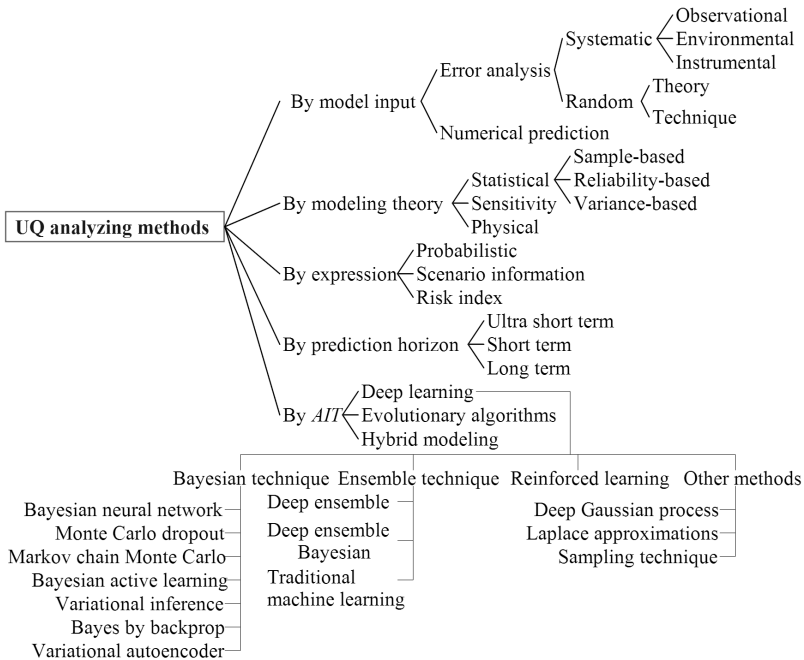 UQ analyzing methods
By model input
Error analysis
Systematic
Observational
Environmental
Instrumental
Random
Theory
Technique
Numerical prediction
By modeling theory
Statistical
Sample-based
Reliability-based
Variance-based
Sensitivity
Physical
By expression
Probabilistic
Scenario information
Risk index
By prediction horizon
Ultra short term
Short term
Long term
By AIT
Deep learning
Evolutionary algorithms
Hybrid modeling
Bayesian technique
Bayesian neural network
Monte Carlo dropout
Markov chain Monte Carlo
Bayesian active learning
Variational inference
Bayes by backprop
Variational autoencoder
Ensemble technique
Deep ensemble
Deep ensemble
Bayesian
Traditional
machine learning
Reinforced learning
Other methods
Deep Gaussian process
Laplace approximations
Sampling technique